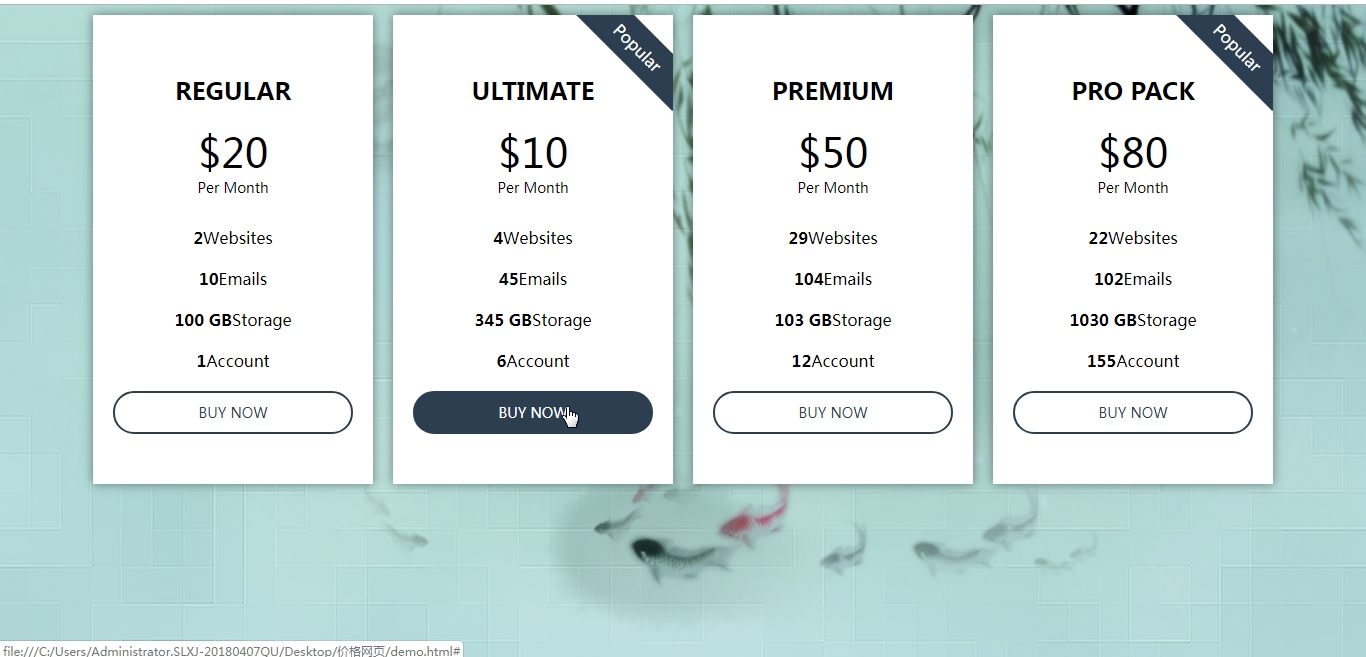 REGULAR
$20
Per Month
2Websites
10Emails
100 GBStorage
1Account
BUY NOW
Popular
ULTIMATE
$10
Per Month
4Websites
45Emails
345 GBStorage
6Account
BUY NOW
PREMIUM
$50
Per Month
29Websites
104Emails
103 GBStorage
12Account
BUY NOW
Popular
PRO PACK
$80
Per Month
22Websites
102Emails
1030 GBStorage
155Account
BUY NOW
file:///C:/Users/Administrator.SLXJ-20180407QU/Desktop/价格网页/demo.html#